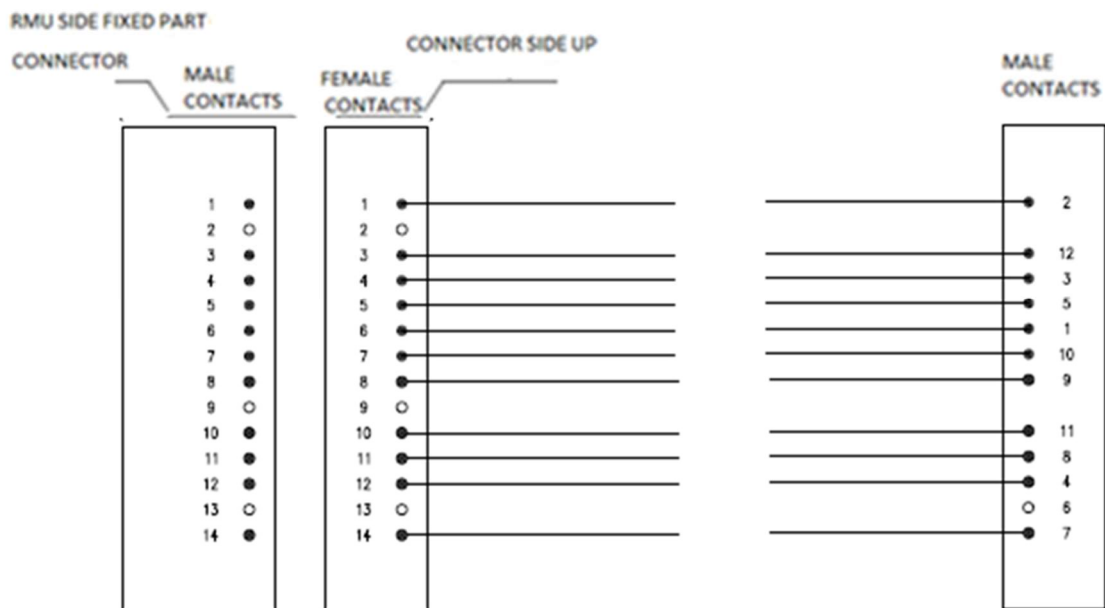 RMU SIDE FIXED PART
CONNECTOR
MALE
CONTACTS
FEMALE
CONTACTS
CONNECTOR SIDE UP
MALE
CONTACTS
1 1 2
2 2
3 3 12
4 4 3
5 5 5
6 6 1
7 7 10
8 8 9
9 9
10 10 11
11 11 8
12 12 4
13 13 6
14 14 7